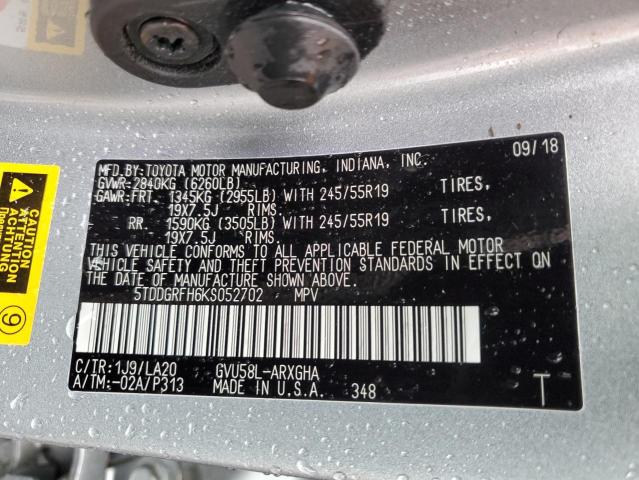 MFD.BY:TOYOTA MOTOR MANUFACTURING, INDIANA, INC. 09/18
GVWR-2840KG (6260LB)
GAWR:FRT. 1345KG (2955LB) WITH 245/55R19 TIRES,
19X7.5J RIMS.
RR. 1590KG (3505LB) WITH 245/55R19 TIRES,
19X7.5J RIMS.
THIS VEHICLE CONFORMS TO ALL APPLICABLE FEDERAL MOTOR
VEHICLE SAFETY AND THEFT PREVENTION STANDARDS IN EFFECT ON
THE DATE OF MANUFACTURE SHOWN ABOVE.
5TDDGRFH6KS052702 MPV
C/TR:1J9/LA20 GVU58L-ARXGHA
A/TM:-02A/P313 MADE IN U.S.A. 348 T
CAUTION
ATTENTION
ACHTUNG
9